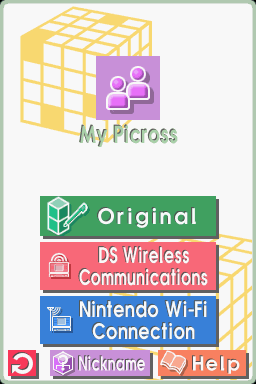 My Picross
Original
DS Wireless
Communications
Nintendo Wi-Fi
Connection
Nickname
Help